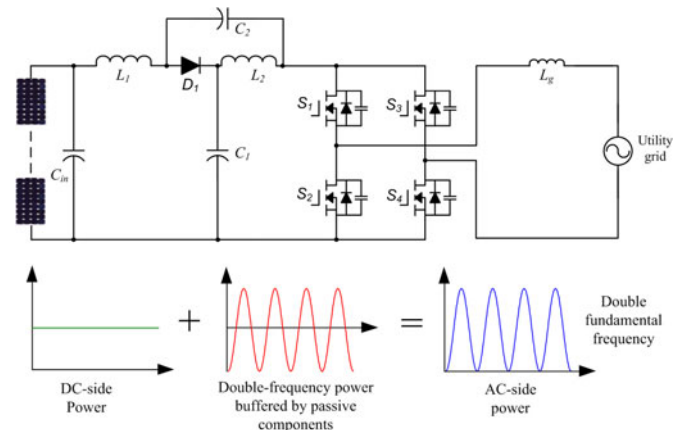 C2
L1
D1
L2
S1
S3
Lg
Cin
C1
Utility
grid
S2
S4
DC-side
Power
+
Double-frequency power
buffered by passive
components
=
AC-side
power
Double
fundamental
frequency